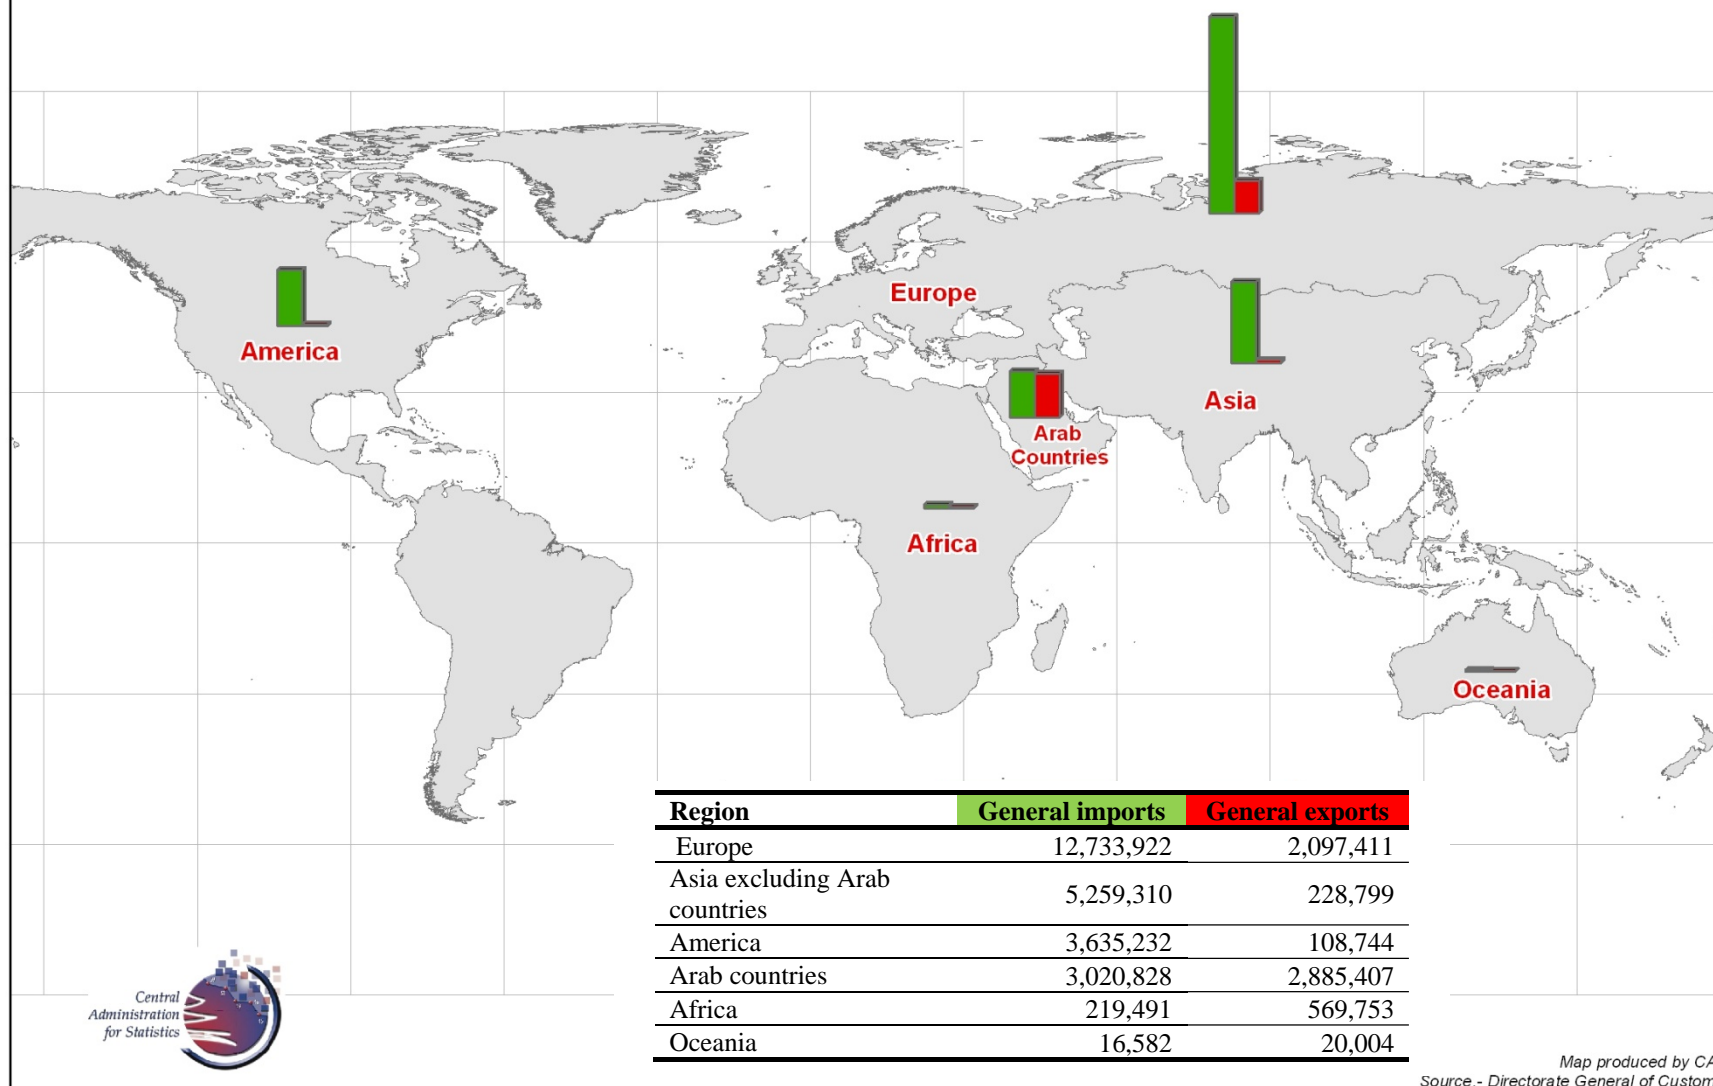 Europe
America
Asia
Arab
Countries
Africa
Oceania
Region General imports General exports
Europe 12,733,922 2,097,411
Asia excluding Arab
countries 5,259,310 228,799
America 3,635,232 108,744
Arab countries 3,020,828 2,885,407
Africa 219,491 569,753
Oceania 16,582 20,004
Central
Administration
for Statistics
Map produced by CA
Source.- Directorate General of Custom